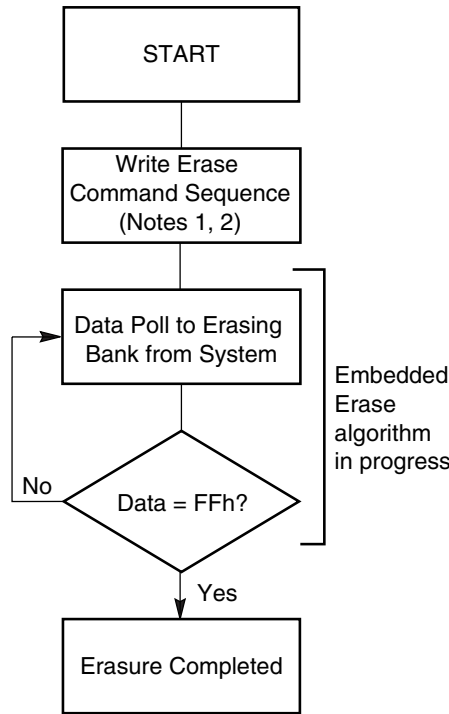 START
Write Erase
Command Sequence
(Notes 1, 2)
Data Poll to Erasing
Bank from System
Embedded
Erase
algorithm
in progress
No
Data = FFh?
Yes
Erasure Completed